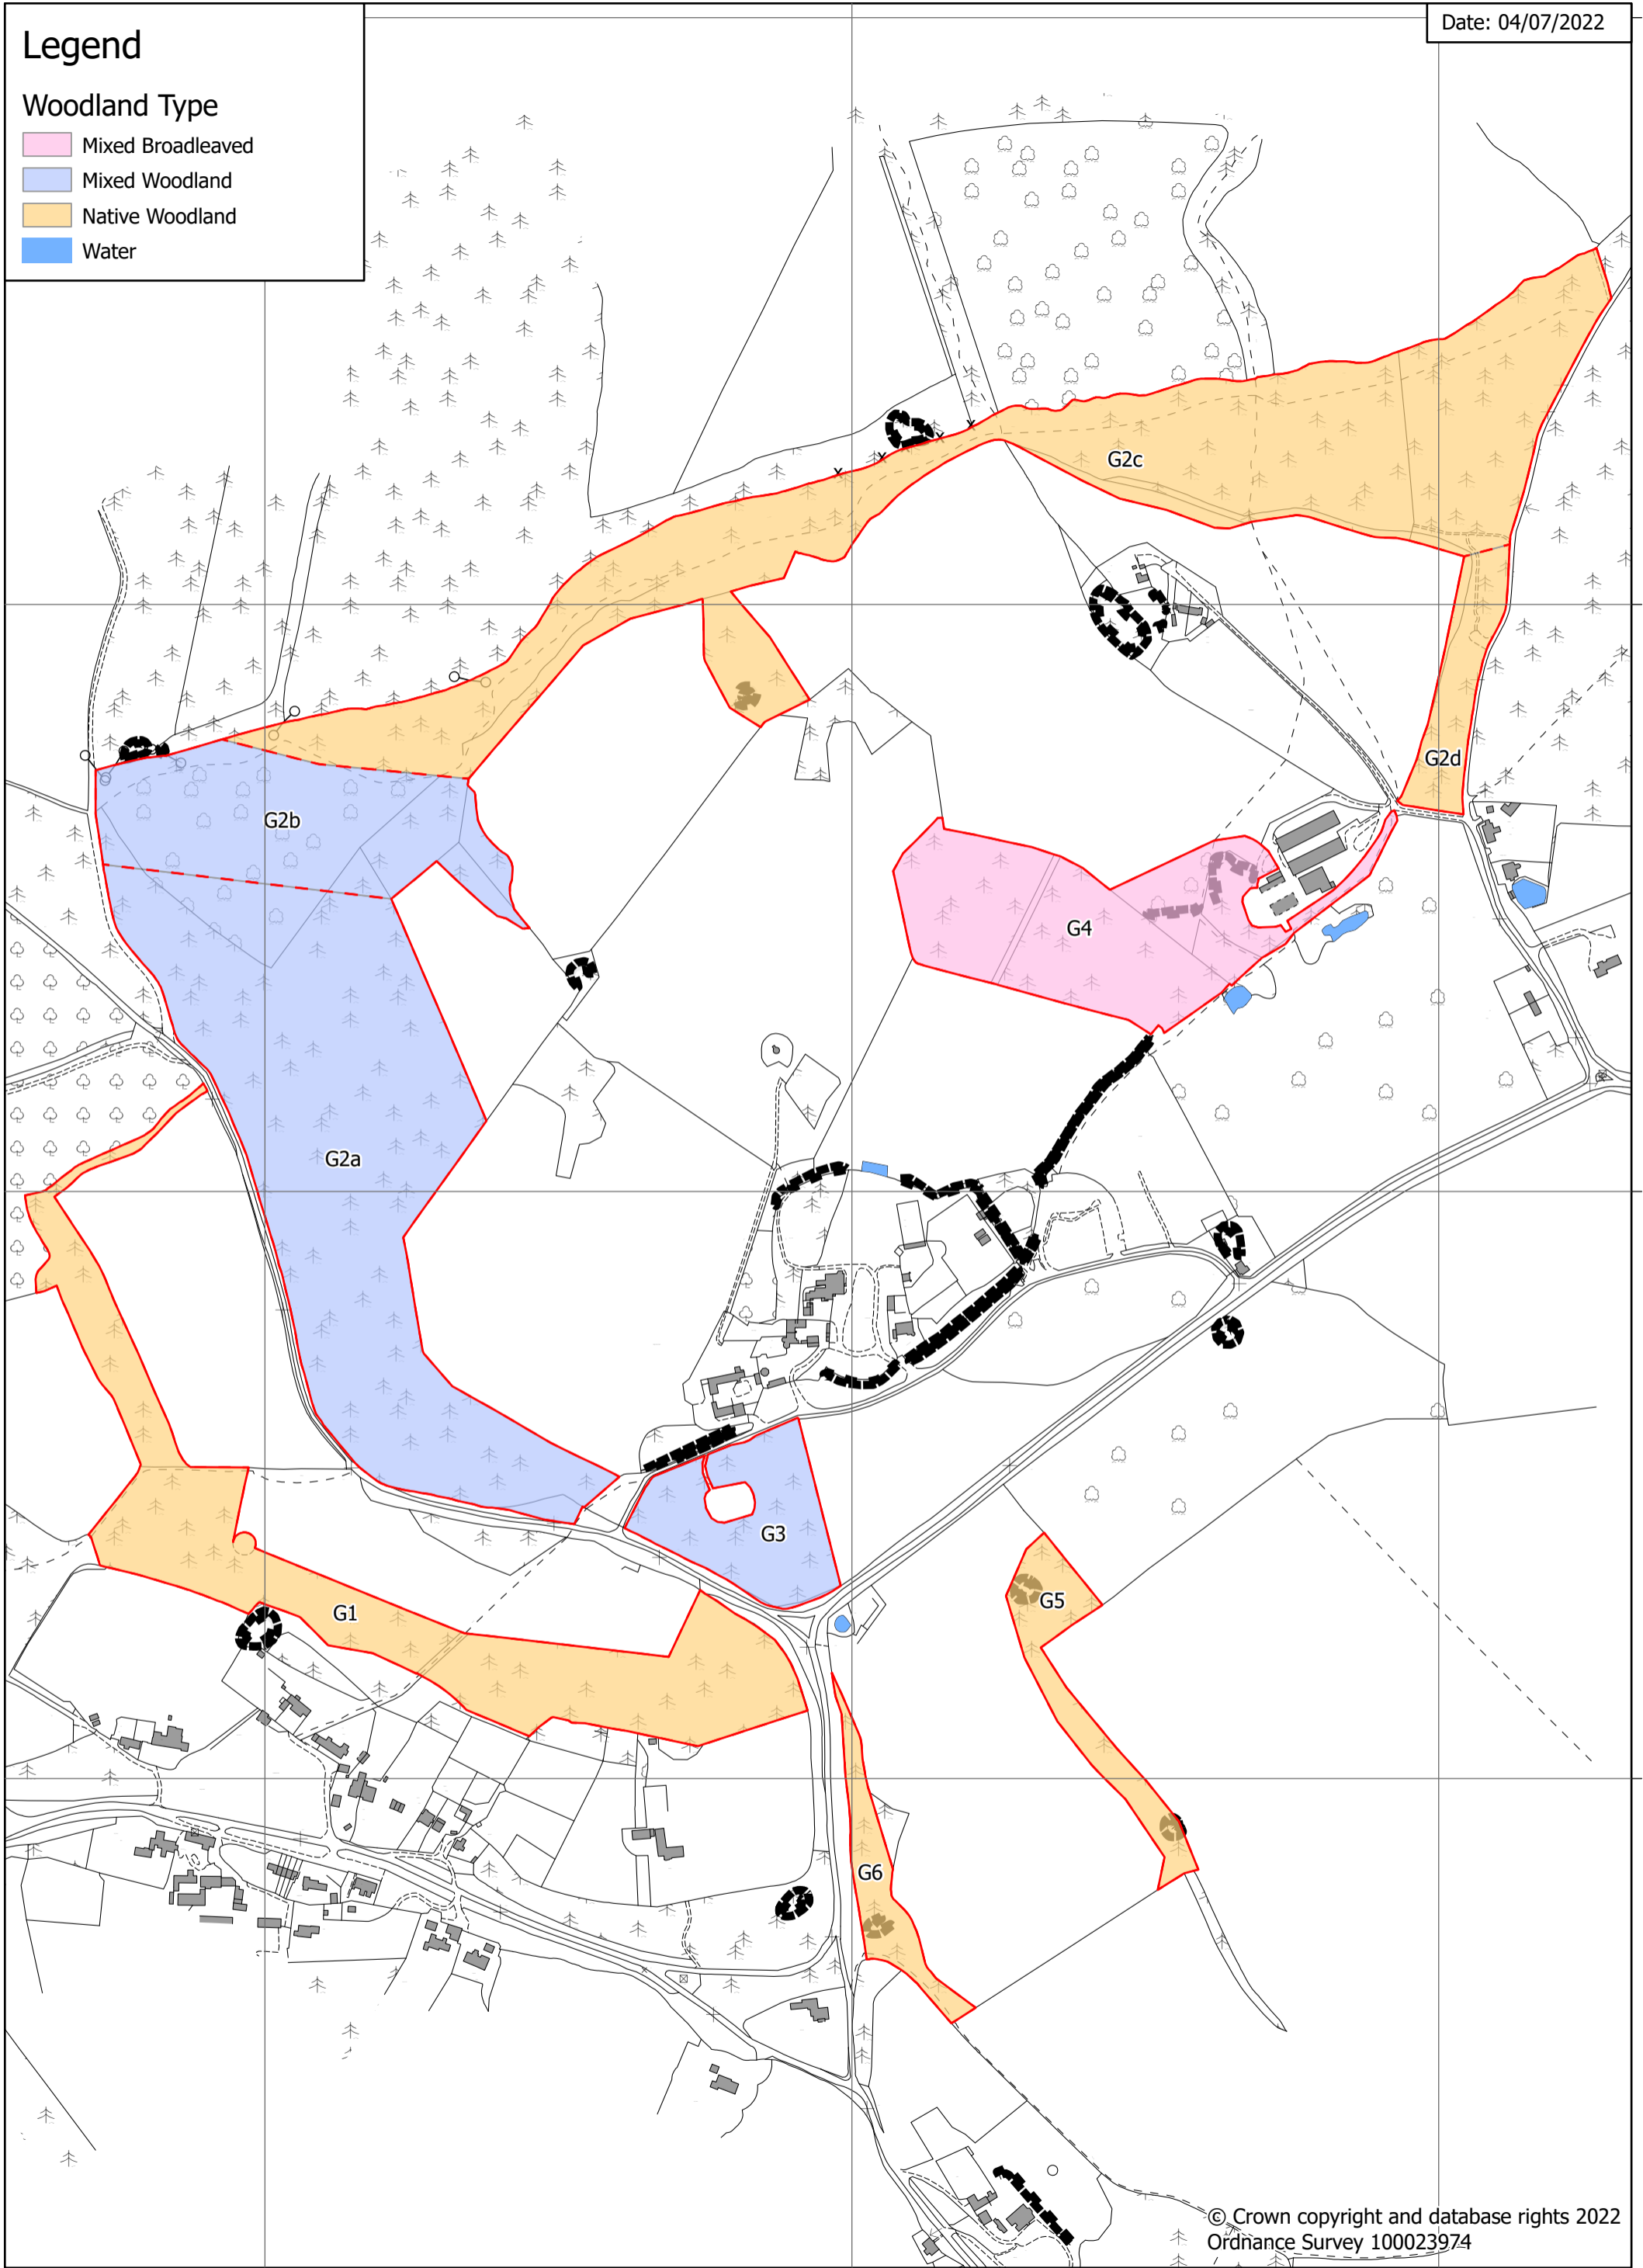 Legend
Date: 04/07/2022
Woodland Type
Mixed Broadleaved
Mixed Woodland
Native Woodland
Water
G2c
G2d
G2b
G4
G2a
G3
G5
G1
G6
© Crown copyright and database rights 2022
Ordnance Survey 100023974